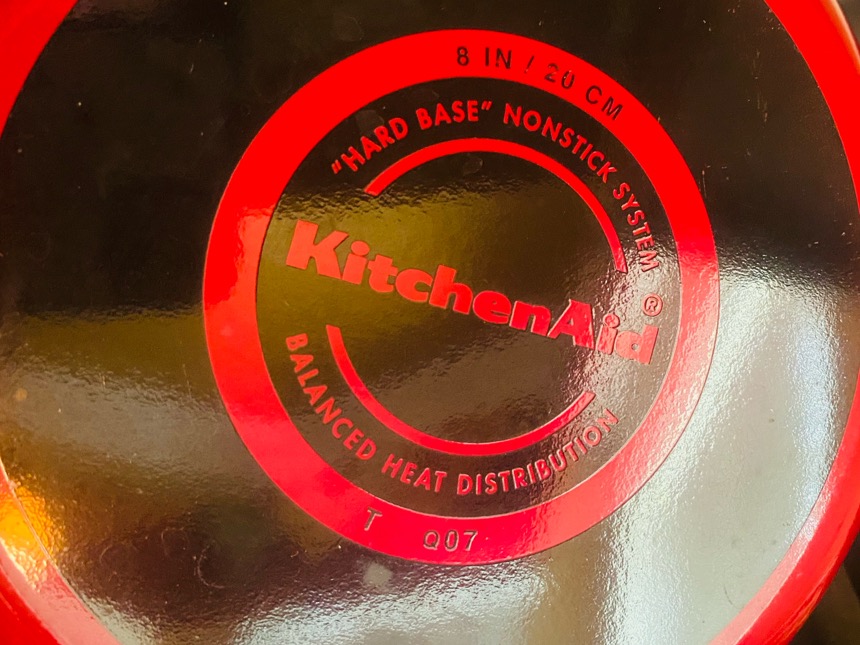 8 IN / 20 CM
"HARD BASE" NONSTICK SYSTEM
KitchenAid®
BALANCED HEAT DISTRIBUTION
T Q07